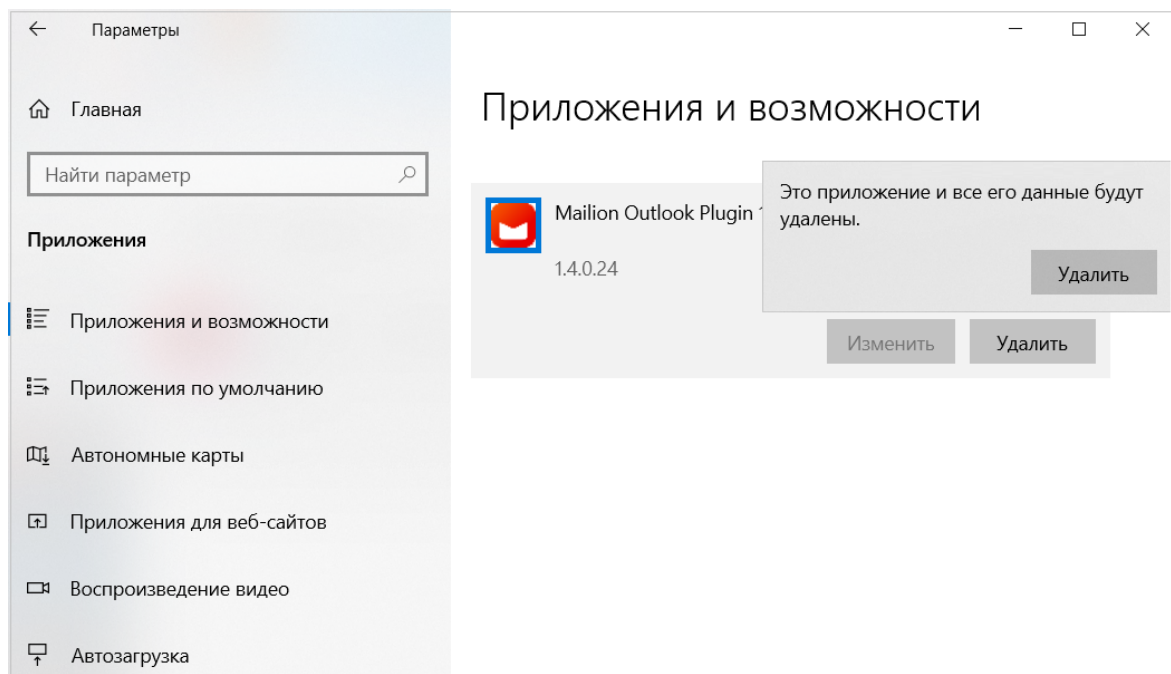 Параметры
Главная
Найти параметр
Приложения
Приложения и возможности
Приложения по умолчанию
Автономные карты
Приложения для веб-сайтов
Воспроизведение видео
Автозагрузка
Приложения и возможности
Mailion Outlook Plugin
1.4.0.24
Это приложение и все его данные будут
удалены.
Удалить
Изменить
Удалить